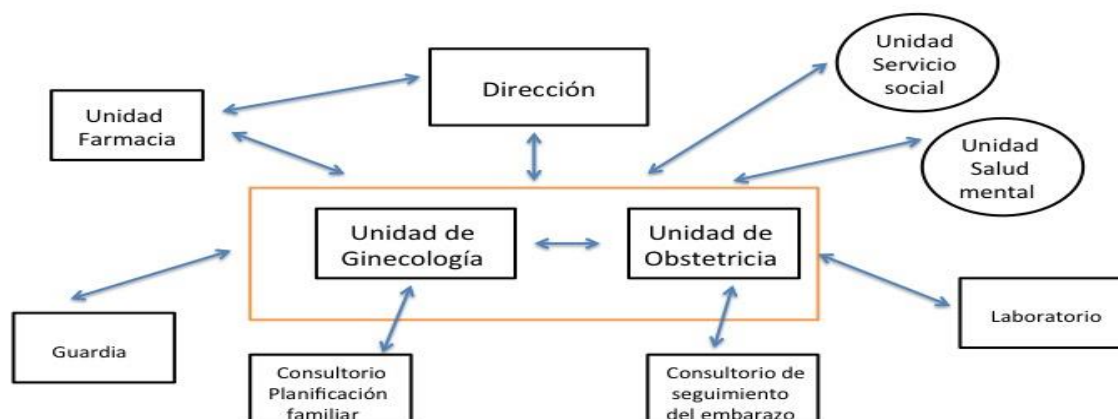 Unidad
Servicio
social
Dirección
Unidad
Farmacia
Unidad
Salud
mental
Unidad de
Ginecología
Unidad de
Obstetricia
Guardia
Laboratorio
Consultorio
Planificación
familiar
Consultorio de
seguimiento
del embarazo